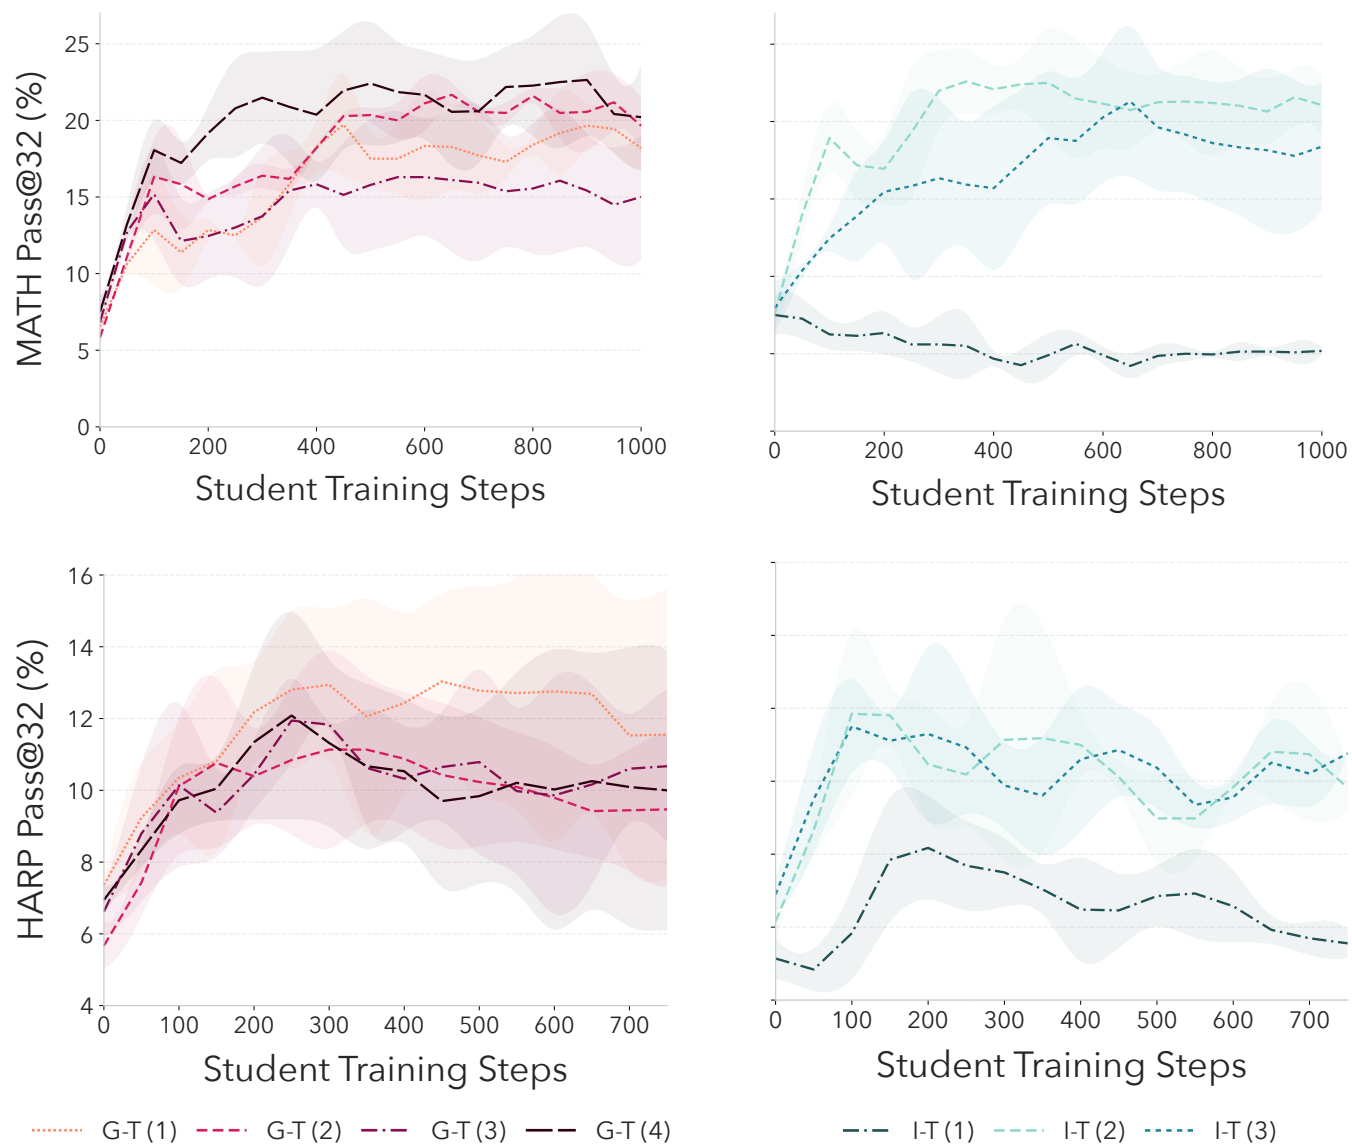 MATH Pass@32 (%)
25
20
15
10
5
0
0 200 400 600 800 1000
Student Training Steps
0 200 400 600 800 1000
Student Training Steps
HARP Pass@32 (%)
16
14
12
10
8
6
4
0 100 200 300 400 500 600 700
Student Training Steps
0 100 200 300 400 500 600 700
Student Training Steps
G-T (1) G-T (2) G-T (3) G-T (4)
I-T (1) I-T (2) I-T (3)